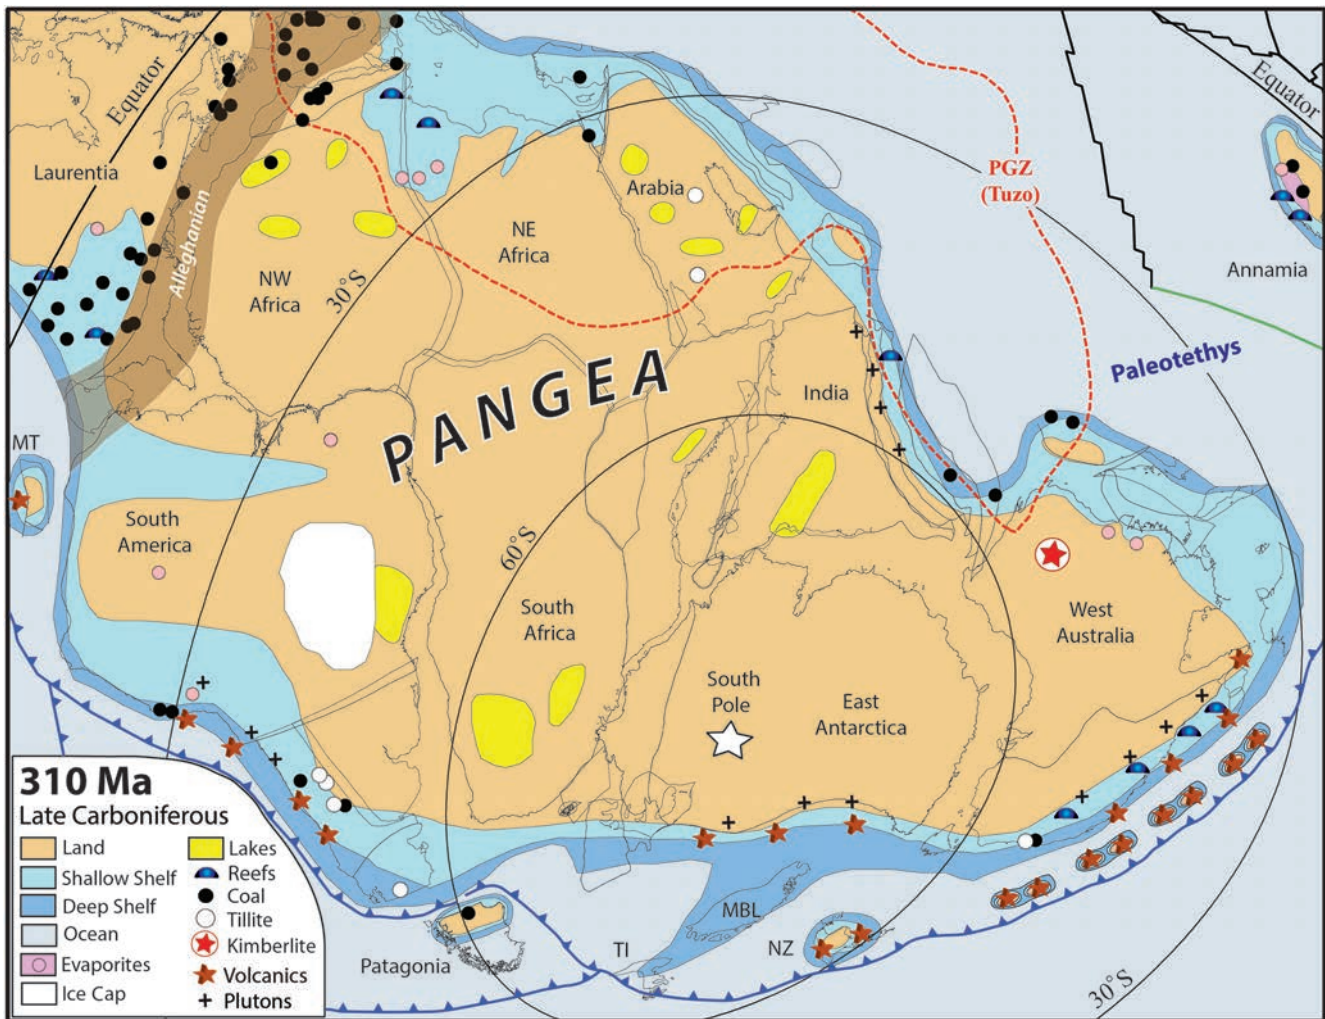 Equator
Equator
Laurentia
Alleghanian
Arabia
PGZ
(Tuzo)
NE
Africa
NW
Africa
30°S
Annamia
Paleotethys
PANGEA
India
MT
South
America
60°S
South
Africa
West
Australia
South
Pole
East
Antarctica
MBL
TI
NZ
Patagonia
30°S
310 Ma
Late Carboniferous
Land
Shallow Shelf
Deep Shelf
Ocean
Evaporites
Ice Cap
Lakes
Reefs
Coal
Tillite
Kimberlite
Volcanics
Plutons